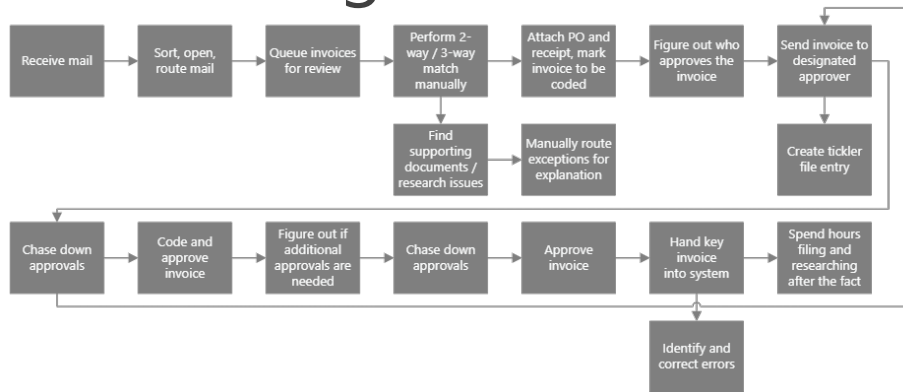 Receive mail
Sort, open,
route mail
Queue invoices
for review
Perform 2-
way / 3-way
match
manually
Attach PO and
receipt, mark
invoice to be
coded
Figure out who
approves the
invoice
Send invoice to
designated
approver
Find
supporting
documents /
research issues
Manually route
exceptions for
explanation
Create tickler
file entry
Chase down
approvals
Code and
approve
invoice
Figure out if
additional
approvals are
needed
Chase down
approvals
Approve
invoice
Hand key
invoice
into system
Spend hours
filing and
researching
after the fact
Identify and
correct errors